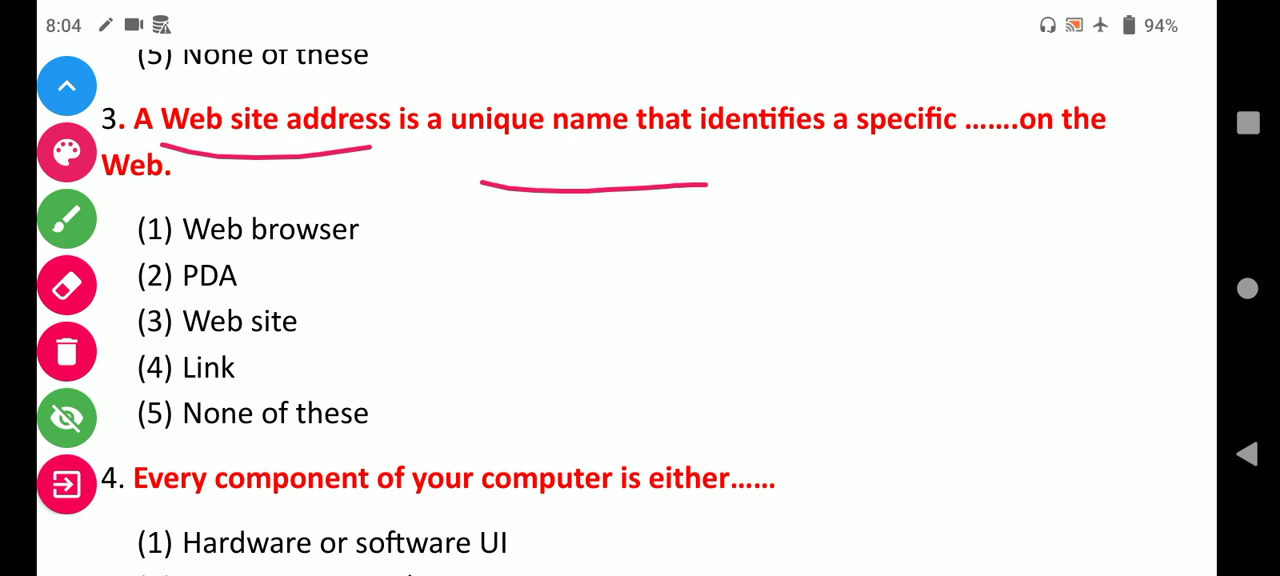 8:04
94%
(5) None of these
3. A Web site address is a unique name that identifies a specific .......on the
Web.
(1) Web browser
(2) PDA
(3) Web site
(4) Link
(5) None of these
4. Every component of your computer is either......
(1) Hardware or software UI